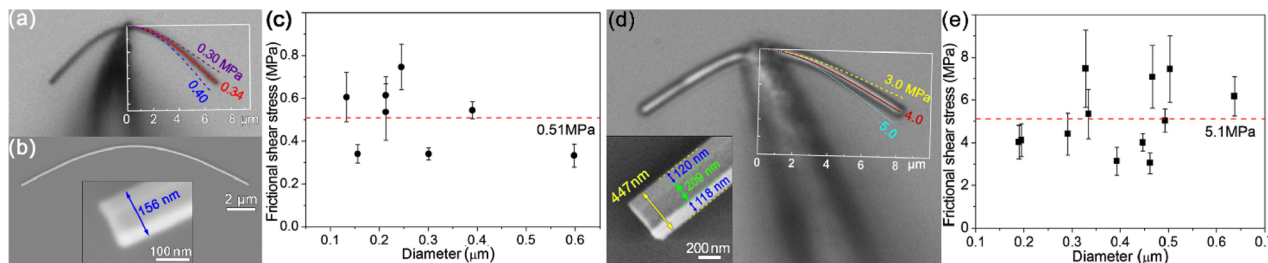 (a)
0.30 MPa
0.34
0.40
0 2 4 6 8 µm
(b)
2 µm
156 nm
100 nm
(c)
Frictional shear stress (MPa)
1.0
0.8
0.6
0.4
0.2
0.0
0.51MPa
0.0 0.1 0.2 0.3 0.4 0.5 0.6 0.7
Diameter (µm)
(d)
3.0 MPa
4.0
5.0
0 2 4 6 8 µm
447nm
120 nm
209 nm
118 nm
200 nm
(e)
Frictional shear stress (MPa)
10
8
6
4
2
0
5.1MPa
0.1 0.2 0.3 0.4 0.5 0.6 0.1
Diameter (µm)